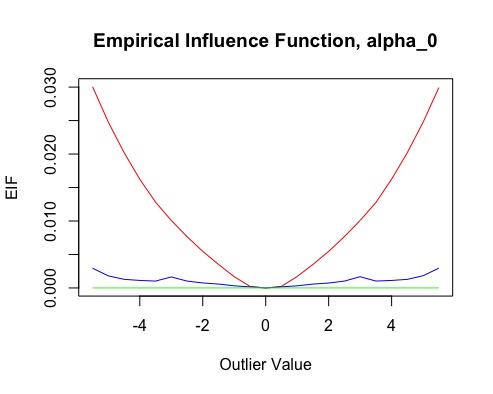 Empirical Influence Function, alpha_0
EIF
0.030
0.020
0.010
0.000
-4 -2 0 2 4
Outlier Value